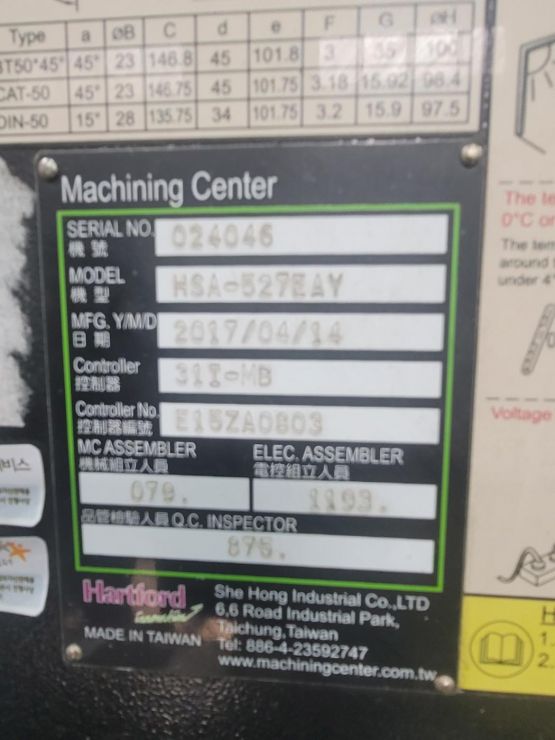 Type a øB C d e F G øH
BT50*45° 45° 23 146.8 45 101.8 3 35 100
CAT-50 45° 23 146.75 45 101.75 3.18 15.92 98.4
DIN-50 15° 28 135.75 34 101.75 3.2 15.9 97.5
Machining Center
SERIAL NO. 024046
機 號
MODEL HSA-527EAY
機 型
MFG. Y/M/D 2017/04/14
日 期
Controller 31I-MB
控制器
Controller No. E15ZA0803
控制器編號
MC ASSEMBLER ELEC. ASSEMBLER
機械組立人員 電控組立人員
079. 1193.
品管檢驗人員 Q.C. INSPECTOR
875.
Hartford
MADE IN TAIWAN
She Hong Industrial Co.,LTD
6,6 Road Industrial Park,
Taichung,Taiwan
Tel: 886-4-23592747
www.machiningcenter.com.tw
The te
0°C or
The tem
around
under 4
Voltage
H
1.
2
비스